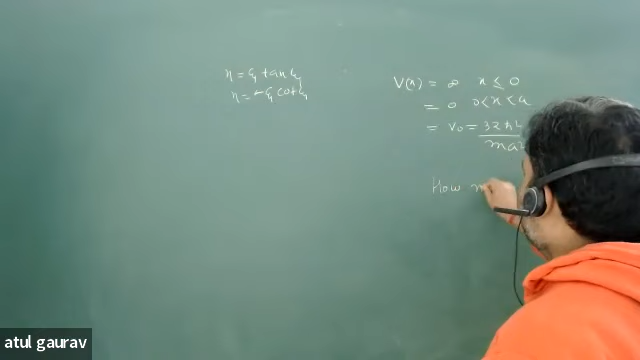 η = ξ tan ξ
η = -ξ cot ξ
V(x) = ∞ x ≤ 0
= 0 0 < x < a
= V0 = 32 ħ2 / ma2
How m
atul gaurav